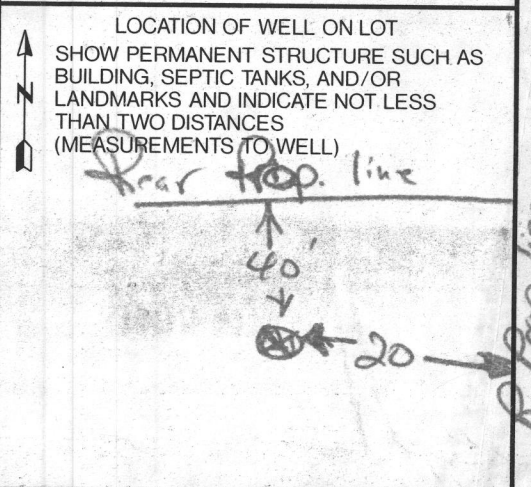 LOCATION OF WELL ON LOT
SHOW PERMANENT STRUCTURE SUCH AS
BUILDING, SEPTIC TANKS, AND/OR
LANDMARKS AND INDICATE NOT LESS
THAN TWO DISTANCES
(MEASUREMENTS TO WELL)
N
Rear Prop. line
40'
20